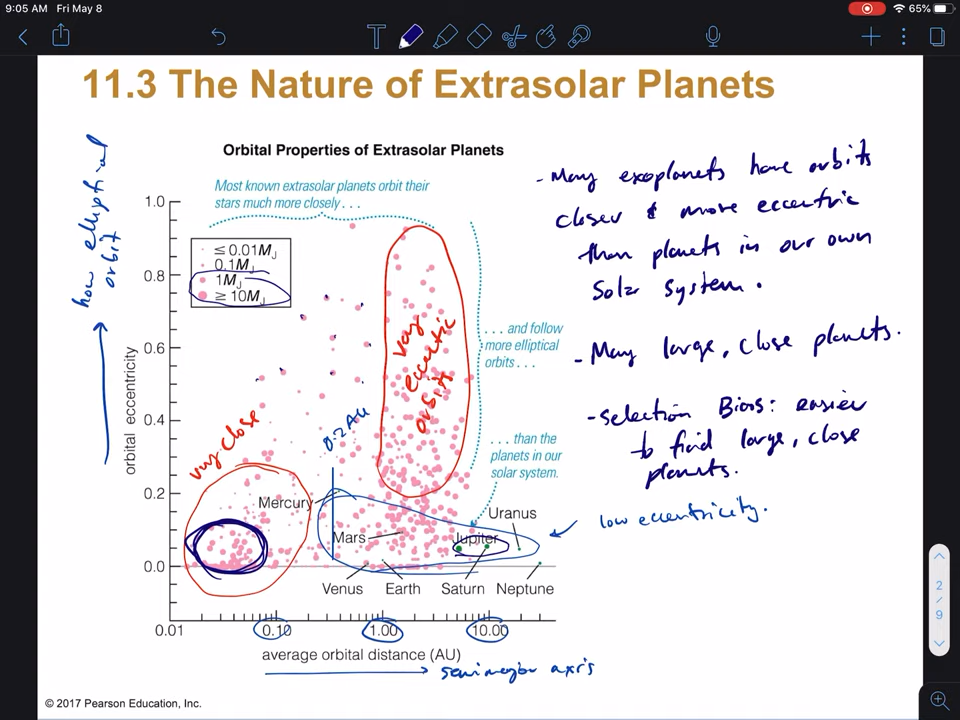 9:05 AM Fri May 8
65%
11.3 The Nature of Extrasolar Planets
how elliptical
orbit
Orbital Properties of Extrasolar Planets
Most known extrasolar planets orbit their
stars much more closely . . .
≤ 0.01MJ
0.1MJ
1MJ
≥ 10MJ
. . . and follow
more elliptical
orbits . . .
. . . than the
planets in our
solar system.
very
eccentric
orbits
very close
0.2 AU
Mercury
Mars
Jupiter
Uranus
Venus
Earth
Saturn
Neptune
1.0
0.8
0.6
0.4
0.2
0.0
orbital eccentricity
0.01
0.10
1.00
10.00
average orbital distance (AU)
semimajor axis
- Many exoplanets have orbits
closer & more eccentric
than planets in our own
Solar System.
- Many large, close planets.
- Selection Bias: easier
to find large, close
planets.
low eccentricity.
2
/
9
© 2017 Pearson Education, Inc.